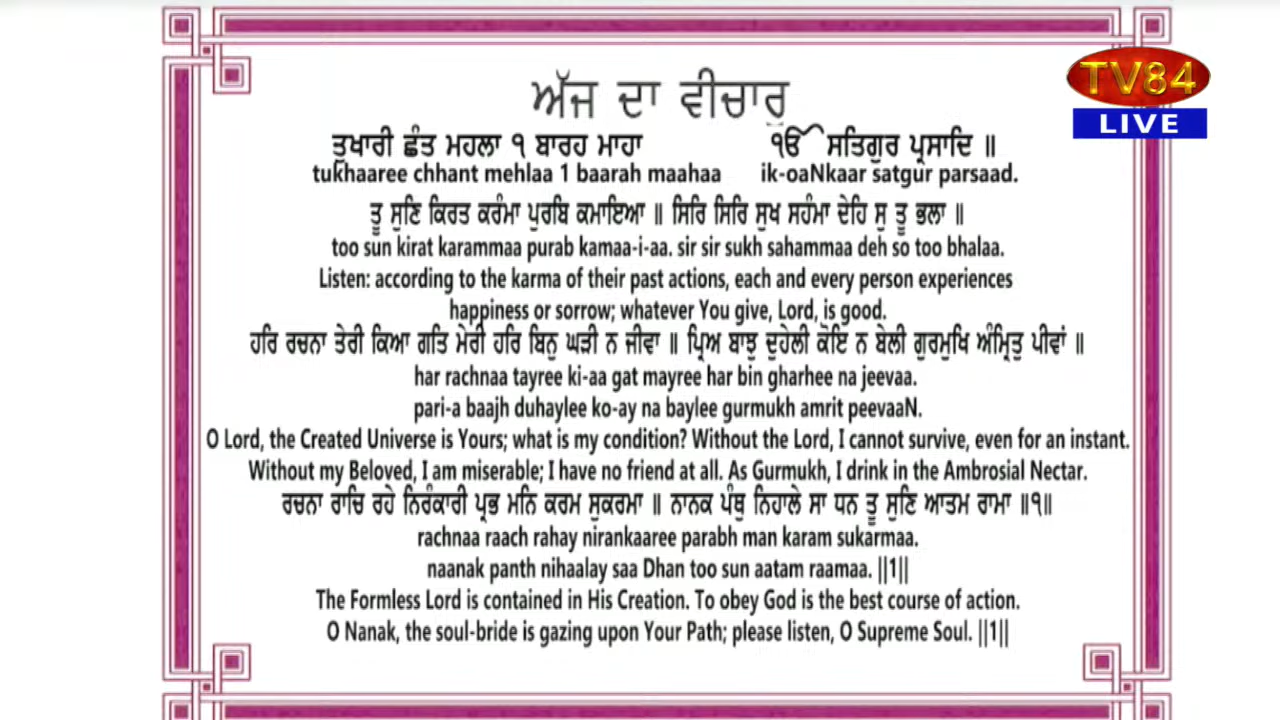 ਅੱਜ ਦਾ ਵੀਚਾਰੁ
TV84
LIVE
ਤੁਖਾਰੀ ਛੰਤ ਮਹਲਾ ੧ ਬਾਰਹ ਮਾਹਾ ੴ ਸਤਿਗੁਰ ਪ੍ਰਸਾਦਿ ॥
tukhaaree chhant mehlaa 1 baarah maahaa ik-oaNkaar satgur parsaad.
ਤੂ ਸੁਣਿ ਕਿਰਤ ਕਰੰਮਾ ਪੁਰਬਿ ਕਮਾਇਆ ॥ ਸਿਰਿ ਸਿਰਿ ਸੁਖ ਸਹੰਮਾ ਦੇਹਿ ਸੁ ਤੂ ਭਲਾ ॥
too sun kirat karammaa purab kamaa-i-aa. sir sir sukh sahammaa deh so too bhalaa.
Listen: according to the karma of their past actions, each and every person experiences
happiness or sorrow; whatever You give, Lord, is good.
ਹਰਿ ਰਚਨਾ ਤੇਰੀ ਕਿਆ ਗਤਿ ਮੇਰੀ ਹਰਿ ਬਿਨੁ ਘੜੀ ਨ ਜੀਵਾ ॥ ਪ੍ਰਿਅ ਬਾਝੁ ਦੁਹੇਲੀ ਕੋਇ ਨ ਬੇਲੀ ਗੁਰਮੁਖਿ ਅੰਮ੍ਰਿਤੁ ਪੀਵਾਂ ॥
har rachnaa tayree ki-aa gat mayree har bin gharhee na jeevaa.
pari-a baajh duhaylee ko-ay na baylee gurmukh amrit peevaaN.
O Lord, the Created Universe is Yours; what is my condition? Without the Lord, I cannot survive, even for an instant.
Without my Beloved, I am miserable; I have no friend at all. As Gurmukh, I drink in the Ambrosial Nectar.
ਰਚਨਾ ਰਾਚਿ ਰਹੇ ਨਿਰੰਕਾਰੀ ਪ੍ਰਭ ਮਨਿ ਕਰਮ ਸੁਕਰਮਾ ॥ ਨਾਨਕ ਪੰਥੁ ਨਿਹਾਲੇ ਸਾ ਧਨ ਤੂ ਸੁਣਿ ਆਤਮ ਰਾਮਾ ॥੧॥
rachnaa raach rahay nirankaaree parabh man karam sukarmaa.
naanak panth nihaalay saa Dhan too sun aatam raamaa. ||1||
The Formless Lord is contained in His Creation. To obey God is the best course of action.
O Nanak, the soul-bride is gazing upon Your Path; please listen, O Supreme Soul. ||1||